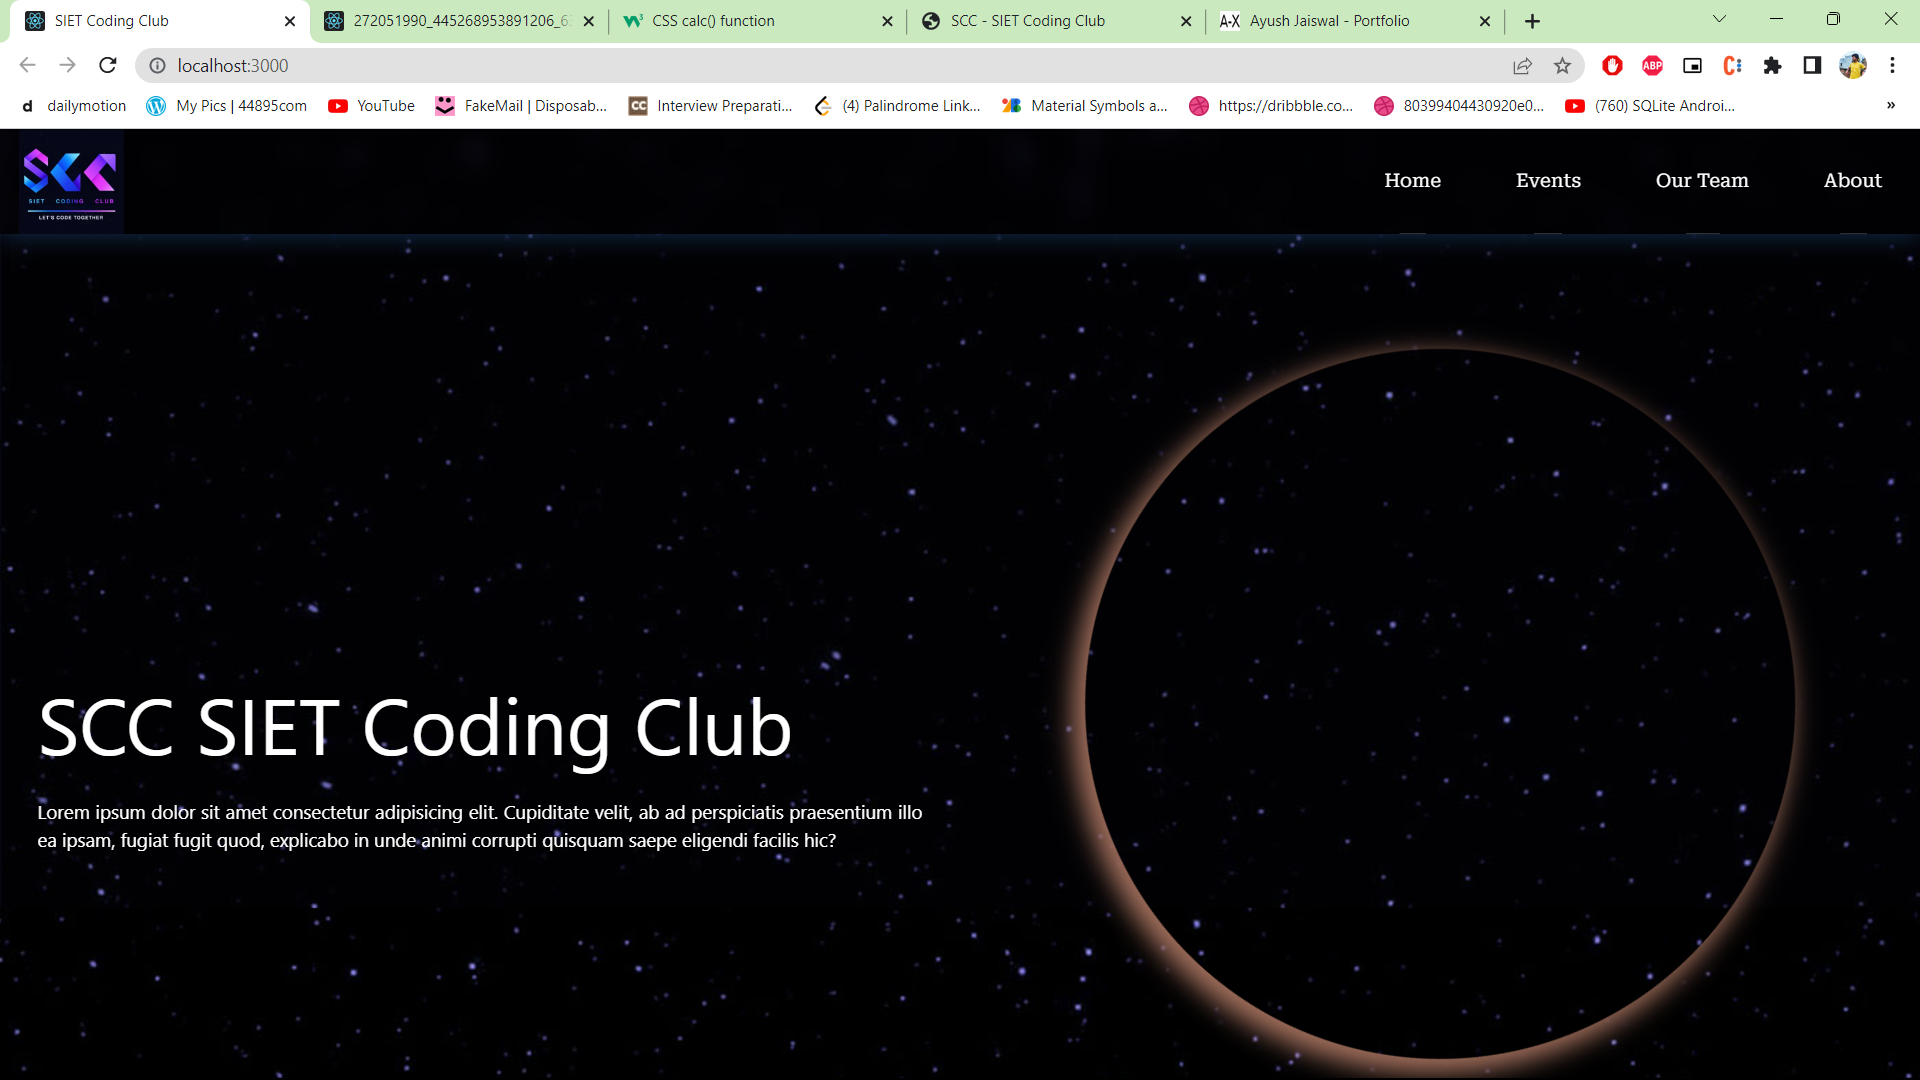 SIET Coding Club
272051990_445268953891206_6
CSS calc() function
SCC - SIET Coding Club
A-X Ayush Jaiswal - Portfolio
localhost:3000
ABP
d dailymotion
My Pics | 44895com
YouTube
FakeMail | Disposab...
CC Interview Preparati...
(4) Palindrome Link...
Material Symbols a...
https://dribbble.co...
80399404430920e0...
(760) SQLite Androi...
»
SCC
SIET CODING CLUB
LET'S CODE TOGETHER
Home
Events
Our Team
About
SCC SIET Coding Club
Lorem ipsum dolor sit amet consectetur adipisicing elit. Cupiditate velit, ab ad perspiciatis praesentium illo
ea ipsam, fugiat fugit quod, explicabo in unde animi corrupti quisquam saepe eligendi facilis hic?